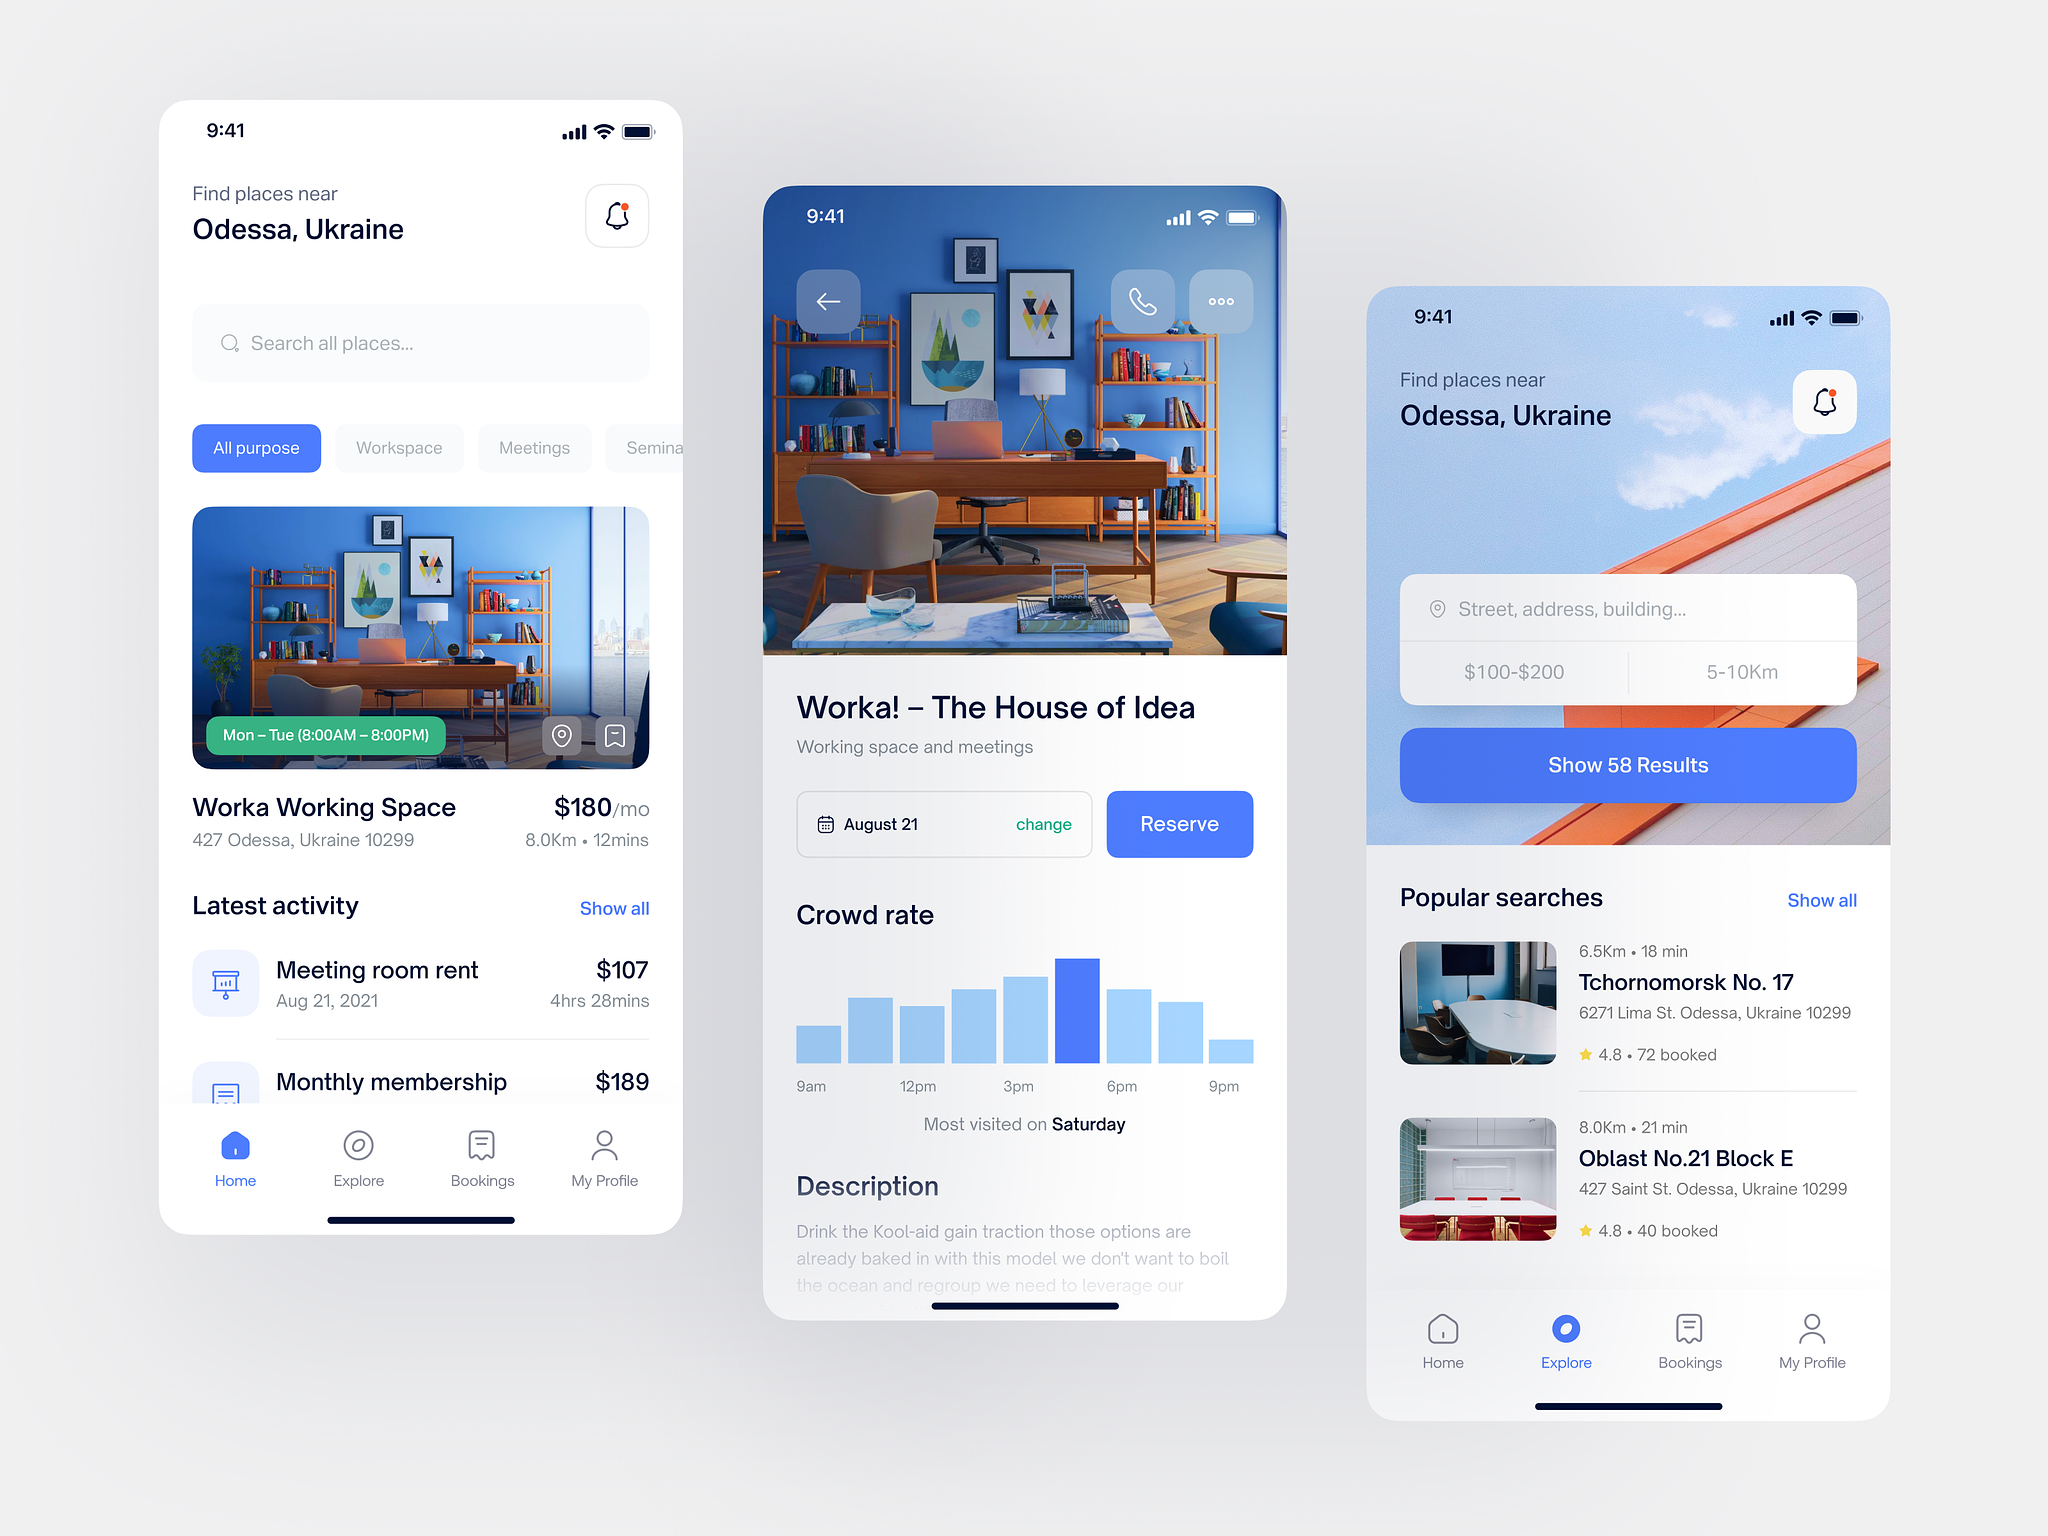 9:41
Find places near
Odessa, Ukraine
Search all places...
All purpose
Workspace
Meetings
Semina
Mon – Tue (8:00AM – 8:00PM)
Worka Working Space
$180/mo
427 Odessa, Ukraine 10299
8.0Km • 12mins
Latest activity
Show all
Meeting room rent
$107
Aug 21, 2021
4hrs 28mins
Monthly membership
$189
Home
Explore
Bookings
My Profile
9:41
Worka! – The House of Idea
Working space and meetings
August 21
change
Reserve
Crowd rate
9am
12pm
3pm
6pm
9pm
Most visited on Saturday
Description
Drink the Kool-aid gain traction those options are
already baked in with this model we don't want to boil
the ocean and regroup we need to leverage our
9:41
Find places near
Odessa, Ukraine
Street, address, building...
$100-$200
5-10Km
Show 58 Results
Popular searches
Show all
6.5Km • 18 min
Tchornomorsk No. 17
6271 Lima St. Odessa, Ukraine 10299
4.8 • 72 booked
8.0Km • 21 min
Oblast No.21 Block E
427 Saint St. Odessa, Ukraine 10299
4.8 • 40 booked
Home
Explore
Bookings
My Profile